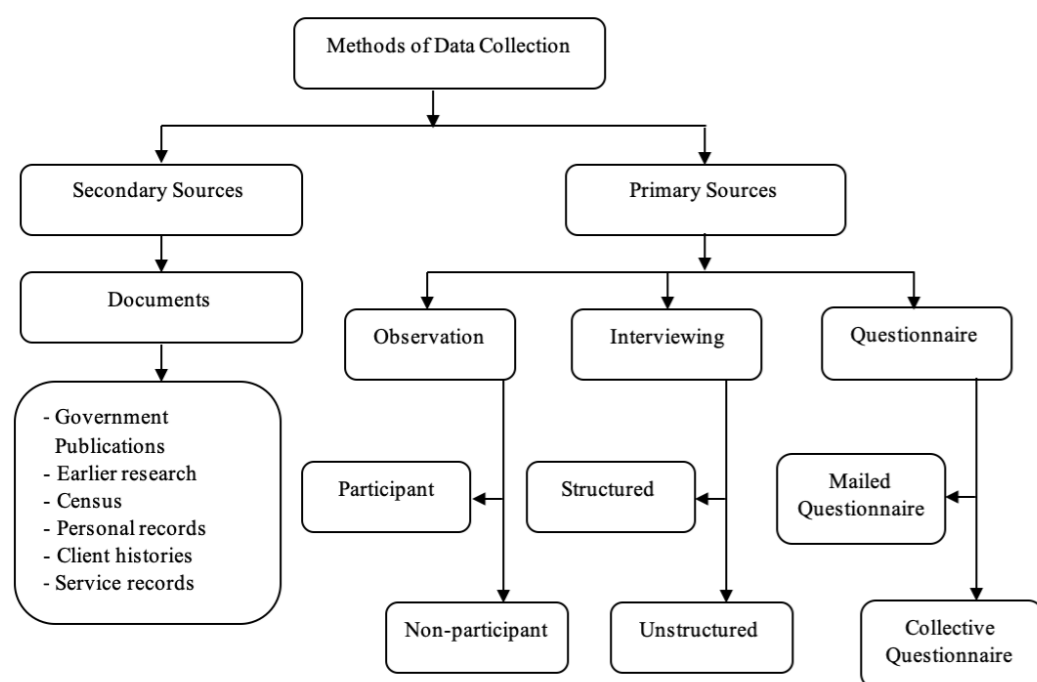 Methods of Data Collection
Secondary Sources
Primary Sources
Documents
Observation
Interviewing
Questionnaire
- Government
Publications
- Earlier research
- Census
- Personal records
- Client histories
- Service records
Participant
Structured
Mailed
Questionnaire
Non-participant
Unstructured
Collective
Questionnaire